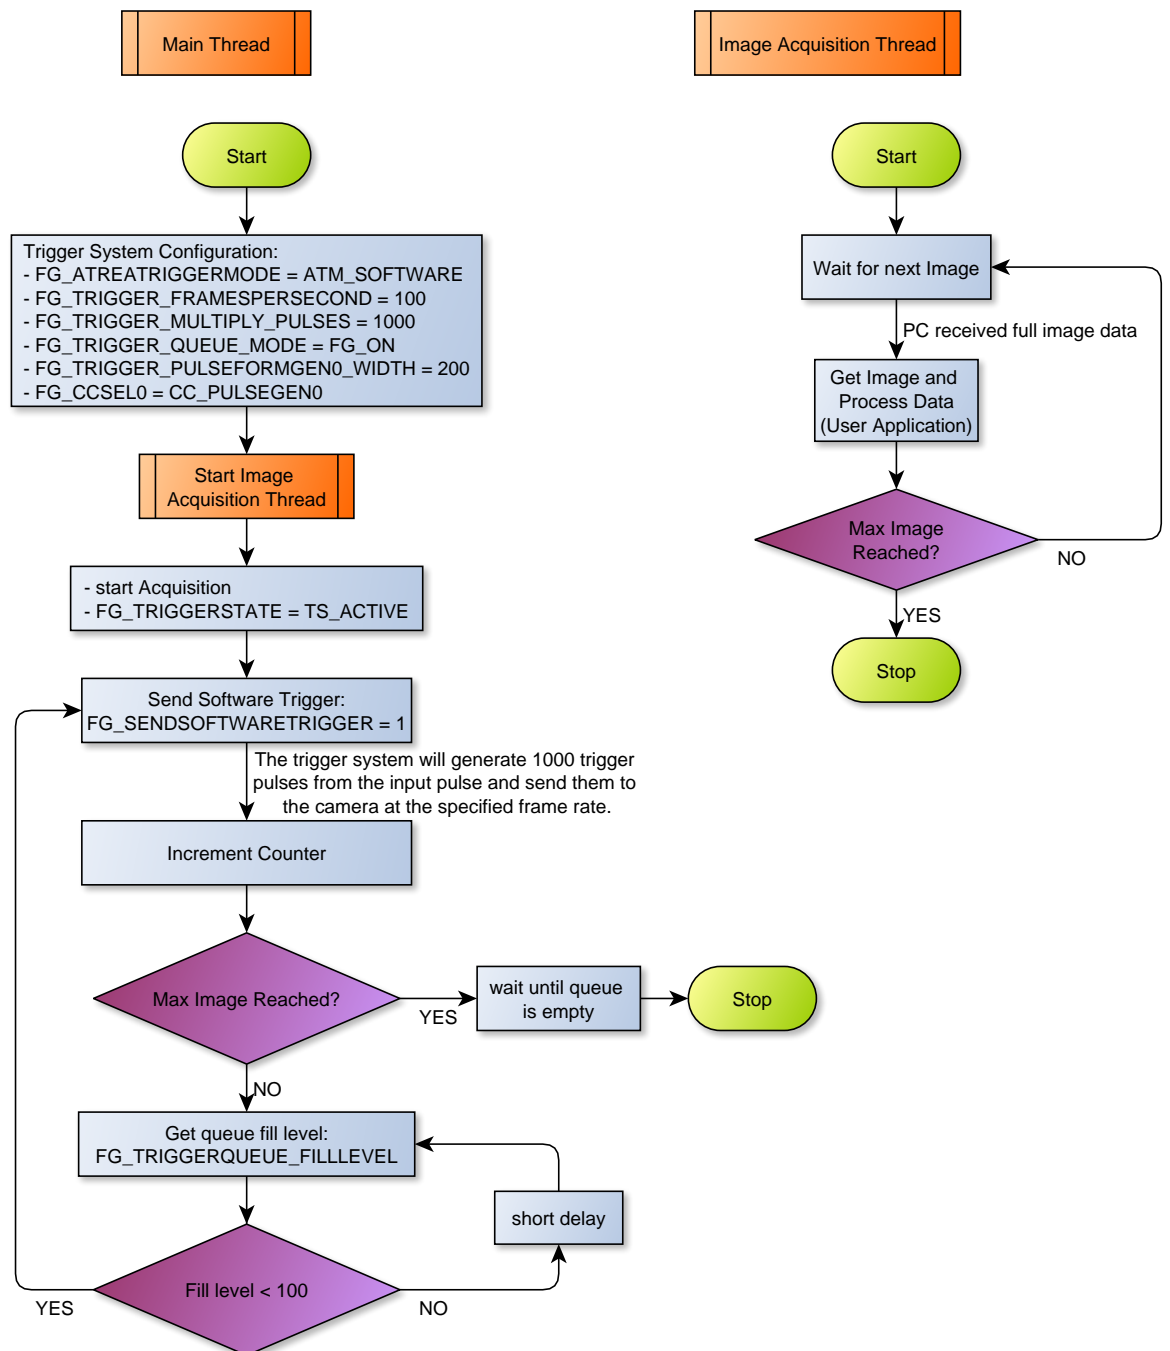 Main Thread
Image Acquisition Thread
Start
Trigger System Configuration:
- FG_ATREATRIGGERMODE = ATM_SOFTWARE
- FG_TRIGGER_FRAMESPERSECOND = 100
- FG_TRIGGER_MULTIPLY_PULSES = 1000
- FG_TRIGGER_QUEUE_MODE = FG_ON
- FG_TRIGGER_PULSEFORMGEN0_WIDTH = 200
- FG_CCSEL0 = CC_PULSEGEN0
Start Image
Acquisition Thread
- start Acquisition
- FG_TRIGGERSTATE = TS_ACTIVE
Send Software Trigger:
FG_SENDSOFTWARETRIGGER = 1
The trigger system will generate 1000 trigger
pulses from the input pulse and send them to
the camera at the specified frame rate.
Increment Counter
Max Image Reached?
YES
wait until queue
is empty
Stop
NO
Get queue fill level:
FG_TRIGGERQUEUE_FILLLEVEL
short delay
Fill level < 100
YES
NO
Start
Wait for next Image
PC received full image data
Get Image and
Process Data
(User Application)
Max Image
Reached?
NO
YES
Stop